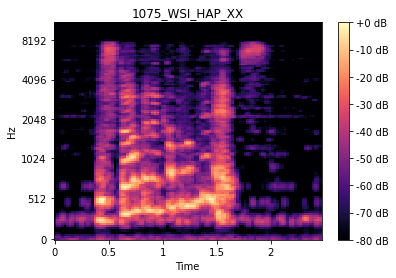 1075_WSI_HAP_XX
8192
4096
2048
1024
512
0
Hz
0 0.5 1 1.5 2
Time
+0 dB
-10 dB
-20 dB
-30 dB
-40 dB
-50 dB
-60 dB
-70 dB
-80 dB